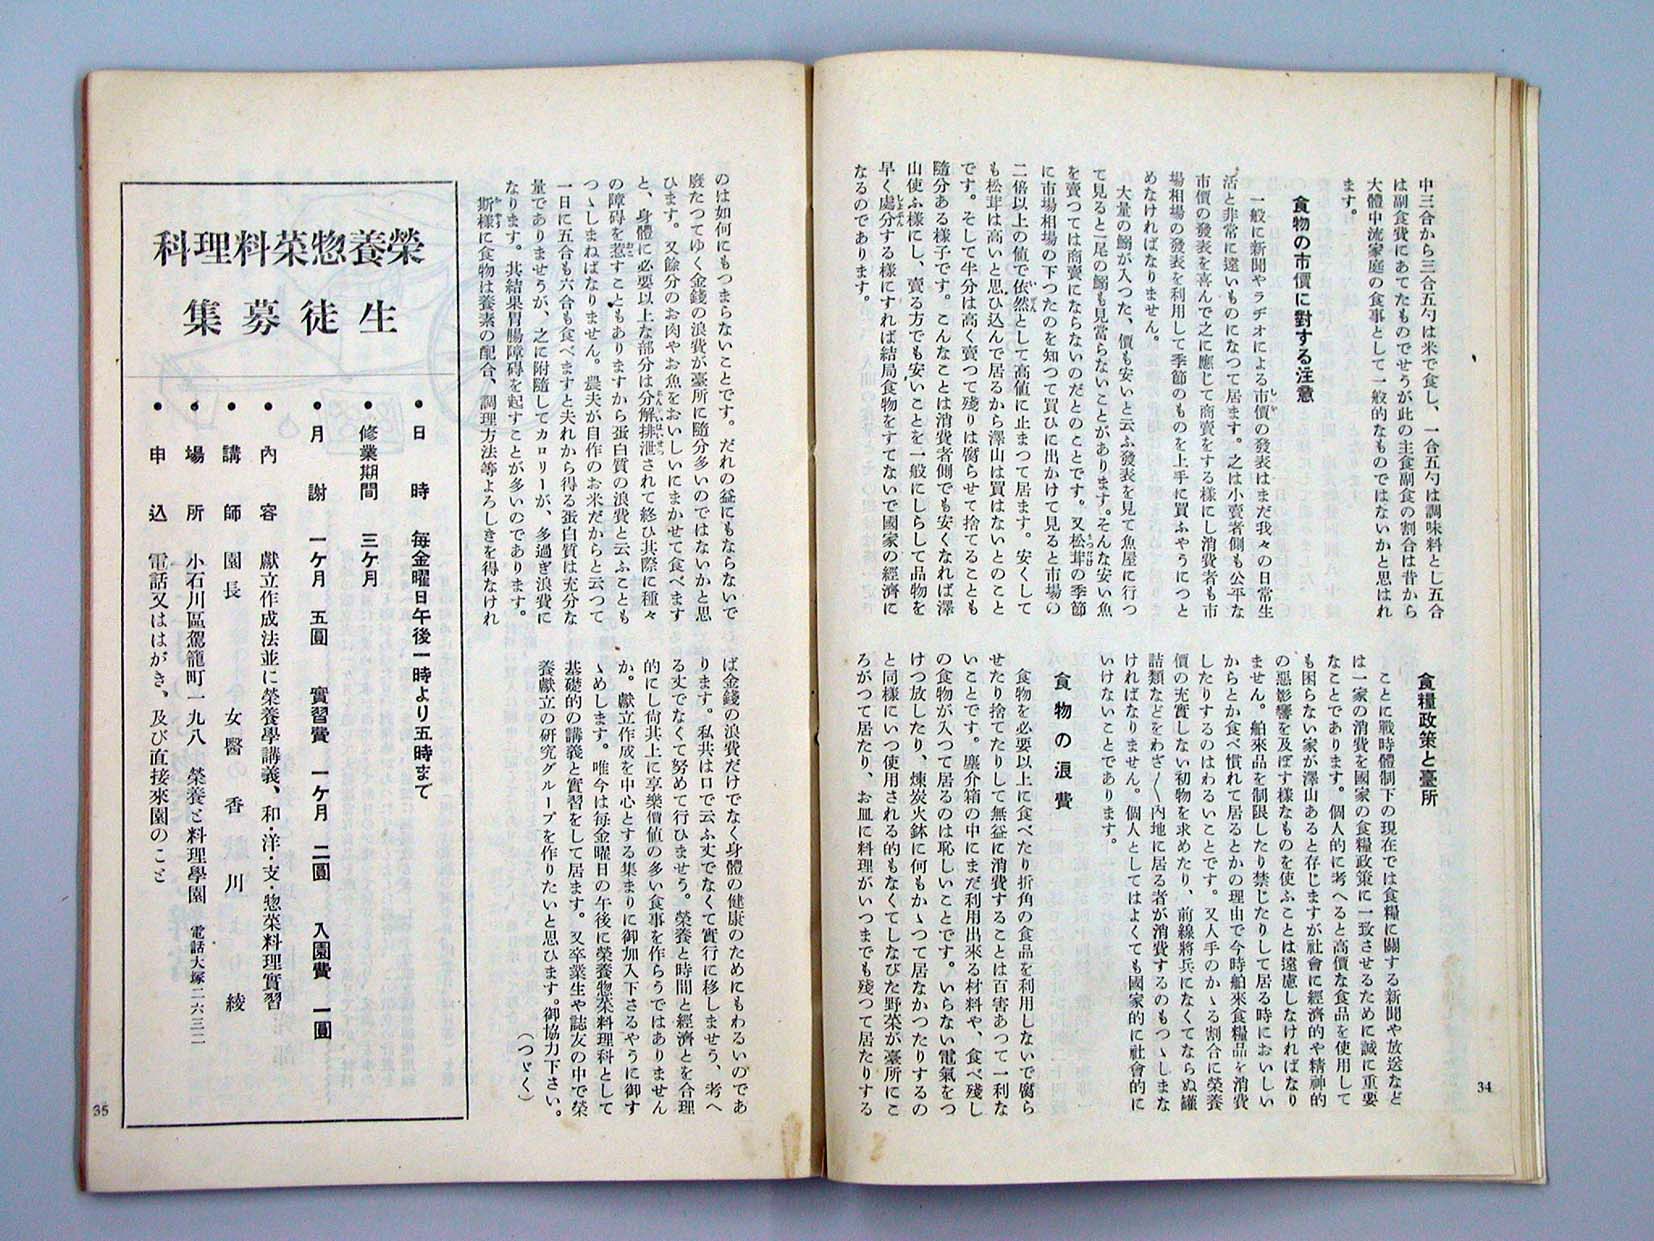 中三合から三合五勺は米で食し、一合五勺は調味料とし五合
は副食費にあてたものでせうが此の主食副食の割合は昔から
大體中流家庭の食事として一般的なものではないかと思はれ
ます。
食物の市價に對する注意
一般に新聞やラヂオによる市價の發表はまだ我々の日常生
活と非常に遠いものになつて居ます。之は小賣者側も公平な
市價の發表を喜んで之に應じて商賣をする樣にし消費者も市
場相場の發表を利用して季節のものを上手に買ふやうにつと
めなければなりません。
大量の鰯が入つた、價も安いと云ふ發表を見て魚屋に行つ
て見ると一尾の鰯も見當らないことがあります。そんな安い魚
を賣つては商賣にならないのだとのことです。又松茸の季節
に市場相場の下つたのを知つて買ひに出かけて見ると市場の
二倍以上の値で依然として高値に止まつて居ます。安くして
も松茸は高いと思ひ込んで居るから澤山は買はないとのこと
です。そして半分は高く賣つて殘りは腐らせて捨てることも
隨分ある樣子です。こんなことは消費者側でも安くなれば澤
山使ふ樣にし、賣る方でも安いことを一般にしらして品物を
早く處分する樣にすれば結局食物をすてないで國家の經濟に
なるのであります。
食糧政策と臺所
ことに戰時體制下の現在では食糧に關する新聞や放送など
は一家の消費を國家の食糧政策に一致させるために誠に重要
なことであります。個人的に考へると高價な食品を使用して
も困らない家が澤山あると存じますが社會に經濟的や精神的
の惡影響を及ぼす樣なものを使ふことは遠慮しなければなり
ません。舶來品を制限したり禁じたりして居る時においしい
からとか食べ慣れて居るとかの理由で今時舶來食糧品を消費
したりするのはわるいことです。又人手のかゝる割合に榮養
價の充實しない初物を求めたり、前線將兵になくてならぬ罐
詰類などをわざ〱内地に居る者が消費するのもつゝしまな
ければなりません。個人としてはよくても國家的に社會的に
いけないことであります。
食物の浪費
食物を必要以上に食べたり折角の食品を利用しないで腐ら
せたり捨てたりして無益に消費することは百害あつて一利な
いことです。塵介箱の中にまだ利用出來る材料や、食べ殘し
の食物が入つて居るのは恥しいことです。いらない電氣をつ
けつ放したり、煉炭火鉢に何もかゝつて居なかつたりするの
と同樣にいつ使用される的もなくてしなびた野菜が臺所にこ
ろがつて居たり、お皿に料理がいつまでも殘つて居たりする
34
のは如何にもつまらないことです。だれの益にもならないで
廢たつてゆく金錢の浪費が臺所に隨分多いのではないかと思
ひます。又餘分のお肉やお魚をおいしいにまかせて食べます
と、身體に必要以上な部分は分解排泄されて終ひ其際に種々
の障碍を惹すこともありますから蛋白質の浪費と云ふことも
つゝしまねばなりません。農夫が自作のお米だからと云つて
一日に五合も六合も食べますと夫れから得る蛋白質は充分な
量でありませうが、之に附隨してカロリーが、多過ぎ浪費に
なります。其結果胃腸障碍を起すことが多いのであります。
斯樣に食物は養素の配合、調理方法等よろしきを得なけれ
ば金錢の浪費だけでなく身體の健康のためにもわるいのであ
ります。私共は口で云ふ丈でなくて實行に移しませう、考へ
る丈でなくて努めて行ひませう。榮養と時間と經濟とを合理
的にし尙其上に享樂價値の多い食事を作らうではありません
か。獻立作成を中心とする集まりに御加入下さるやうに御す
ゝめします。唯今は每金曜日の午後に榮養惣菜料理科として
基礎的の講義と實習をして居ます。又卒業生や誌友の中で榮
養獻立の研究グループを作りたいと思ひます。御協力下さい。
（つゞく）
榮養惣菜料理科
生徒募集
●日時 每金曜日午後一時より五時まで
●修業期間 三ケ月
●月謝 一ケ月 五圓 實習費 一ケ月 二圓 入園費 一圓
●內容 獻立作成法並に榮養學講義、和・洋・支・惣菜料理實習
●講師 園長 女醫 香川綾
●場所 小石川區駕籠町一九八 榮養と料理學園 電話大塚二六三二
●申込 電話又ははがき、及び直接來園のこと
35